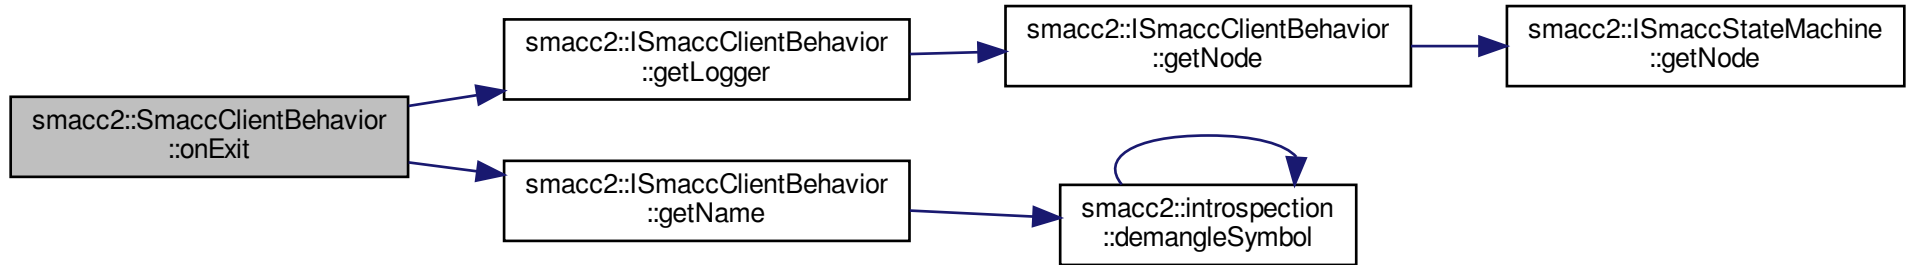 smacc2::SmaccClientBehavior
::onExit
smacc2::ISmaccClientBehavior
::getLogger
smacc2::ISmaccClientBehavior
::getNode
smacc2::ISmaccStateMachine
::getNode
smacc2::ISmaccClientBehavior
::getName
smacc2::introspection
::demangleSymbol